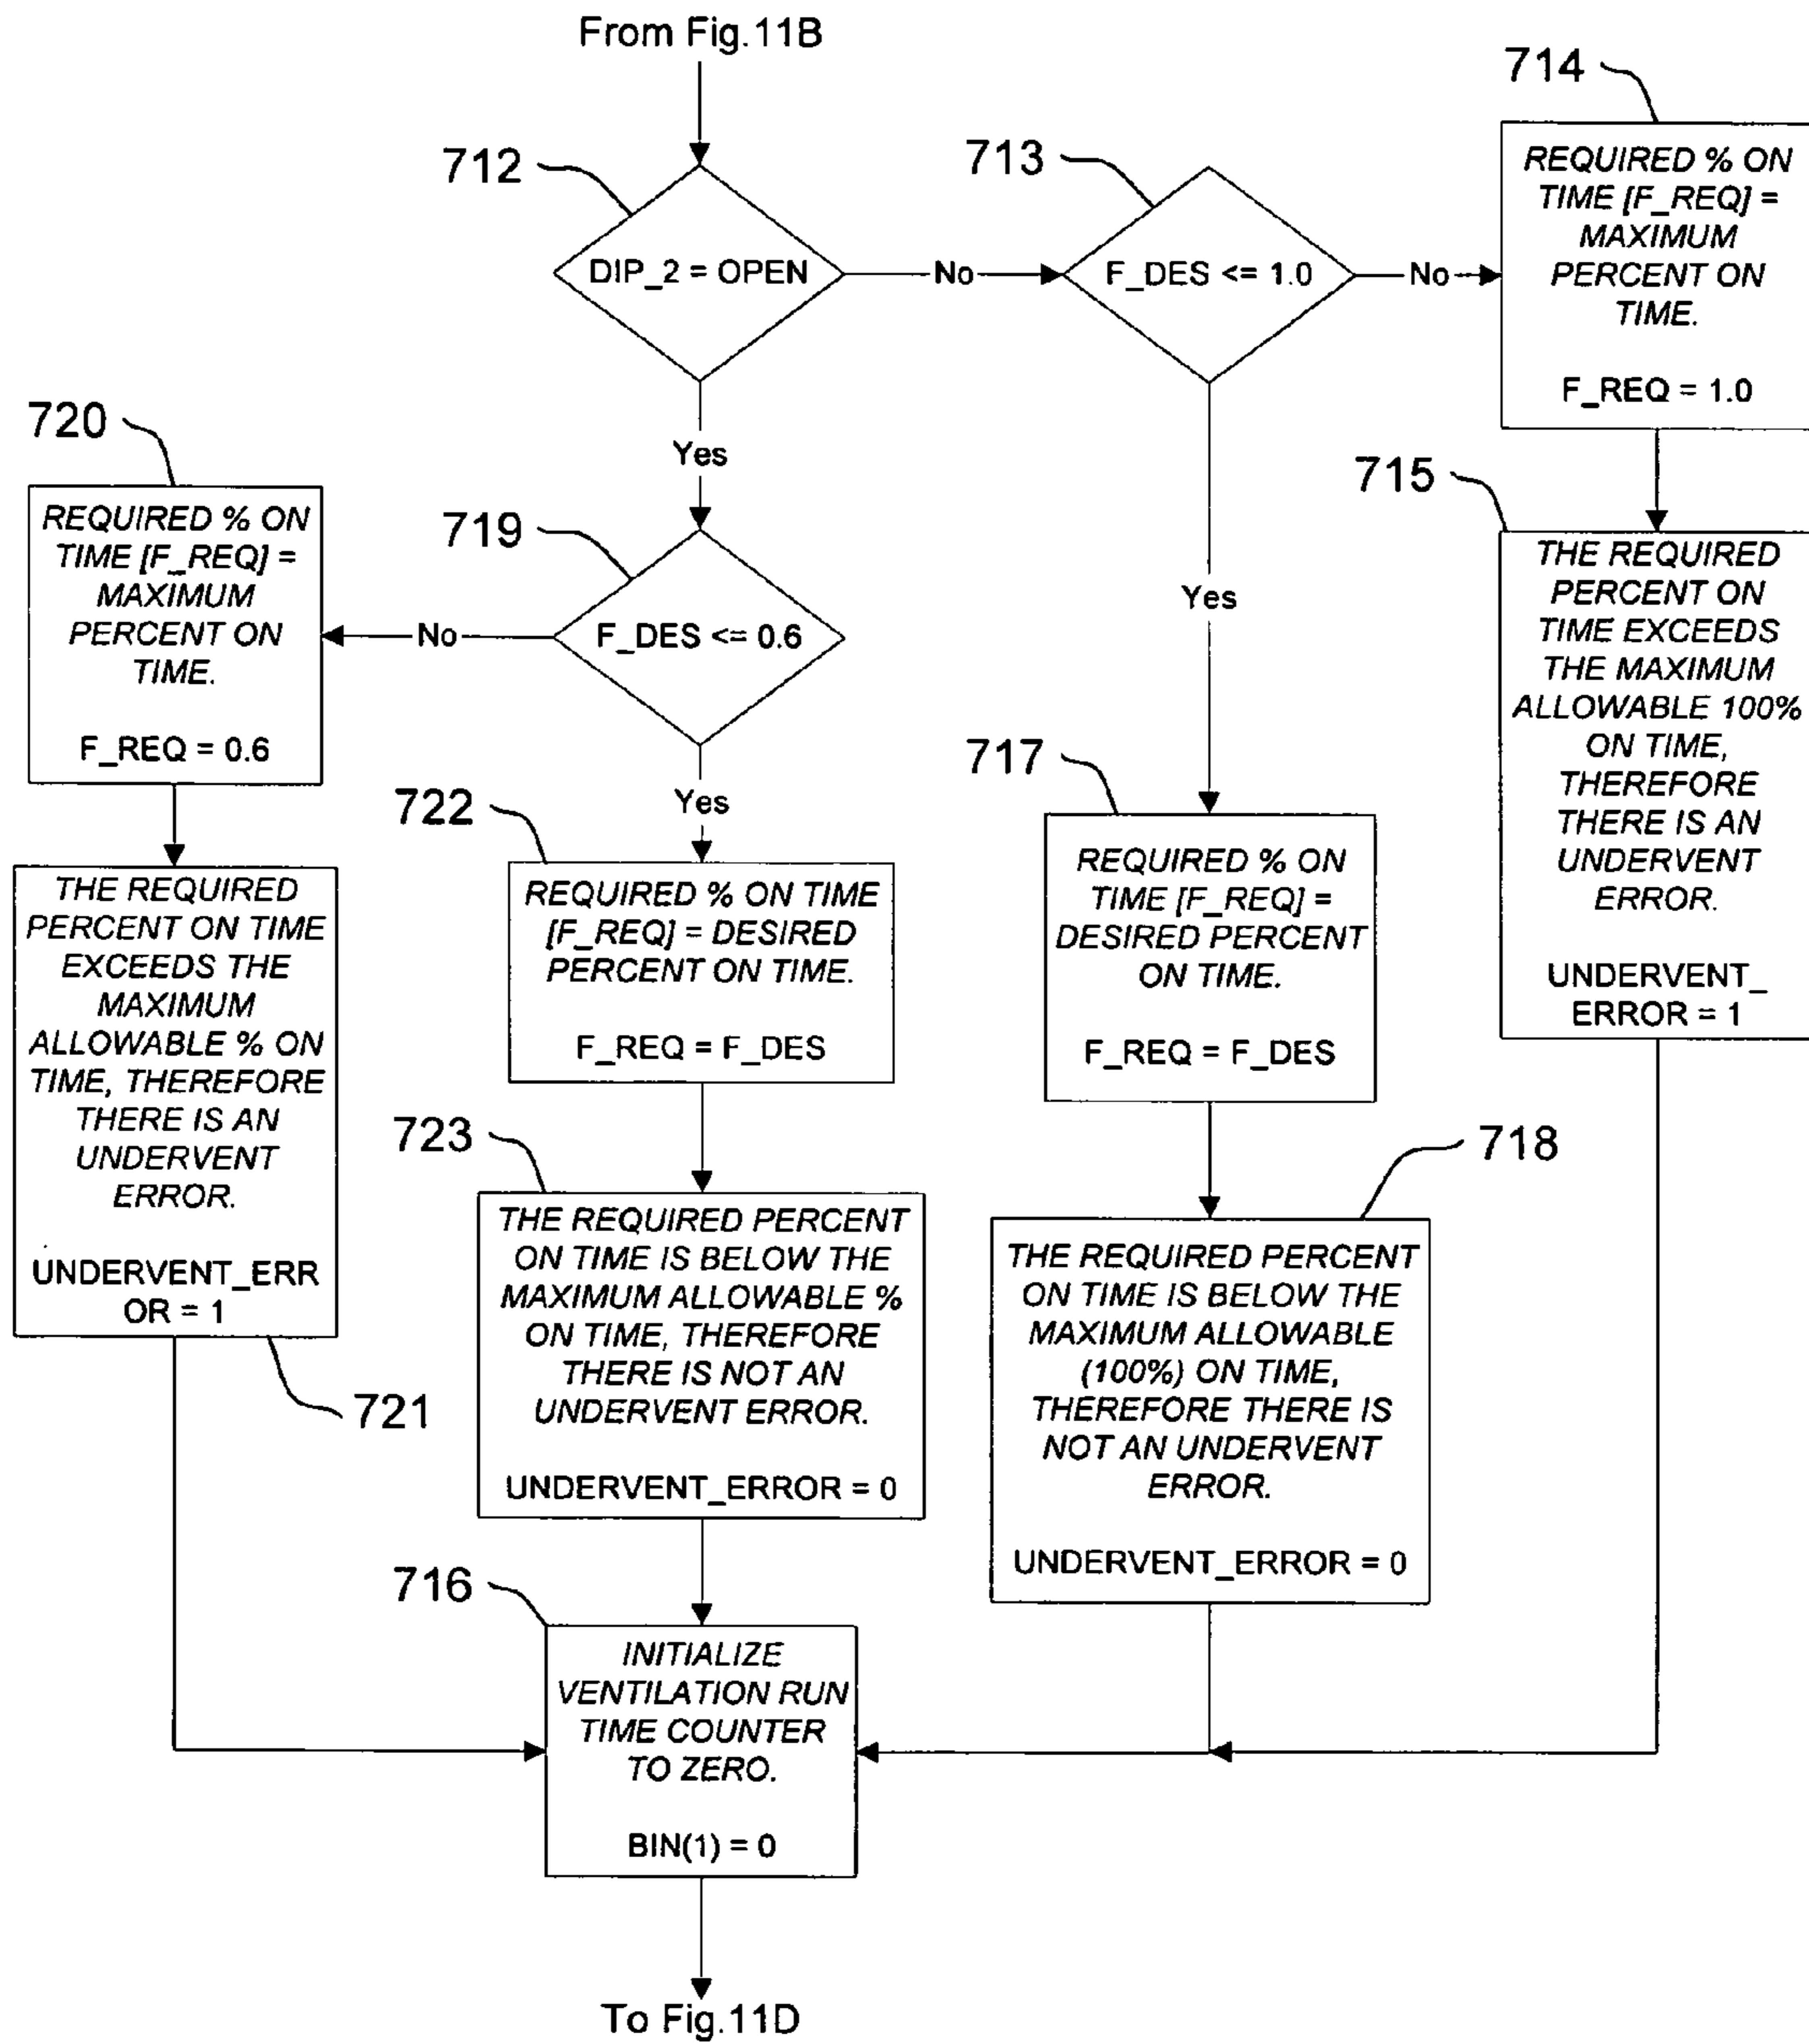 From Fig.11B
712
DIP_2 = OPEN
No
713
F_DES <= 1.0
No
714
REQUIRED % ON
TIME [F_REQ] =
MAXIMUM
PERCENT ON
TIME.
F_REQ = 1.0
715
THE REQUIRED
PERCENT ON
TIME EXCEEDS
THE MAXIMUM
ALLOWABLE 100%
ON TIME,
THEREFORE
THERE IS AN
UNDERVENT
ERROR.
UNDERVENT_
ERROR = 1
Yes
717
REQUIRED % ON
TIME [F_REQ] =
DESIRED PERCENT
ON TIME.
F_REQ = F_DES
718
THE REQUIRED PERCENT
ON TIME IS BELOW THE
MAXIMUM ALLOWABLE
(100%) ON TIME,
THEREFORE THERE IS
NOT AN UNDERVENT
ERROR.
UNDERVENT_ERROR = 0
Yes
719
F_DES <= 0.6
No
720
REQUIRED % ON
TIME [F_REQ] =
MAXIMUM
PERCENT ON
TIME.
F_REQ = 0.6
THE REQUIRED
PERCENT ON TIME
EXCEEDS THE
MAXIMUM
ALLOWABLE % ON
TIME, THEREFORE
THERE IS AN
UNDERVENT
ERROR.
UNDERVENT_ERR
OR = 1
721
Yes
722
REQUIRED % ON TIME
[F_REQ] = DESIRED
PERCENT ON TIME.
F_REQ = F_DES
723
THE REQUIRED PERCENT
ON TIME IS BELOW THE
MAXIMUM ALLOWABLE %
ON TIME, THEREFORE
THERE IS NOT AN
UNDERVENT ERROR.
UNDERVENT_ERROR = 0
716
INITIALIZE
VENTILATION RUN
TIME COUNTER
TO ZERO.
BIN(1) = 0
To Fig.11D